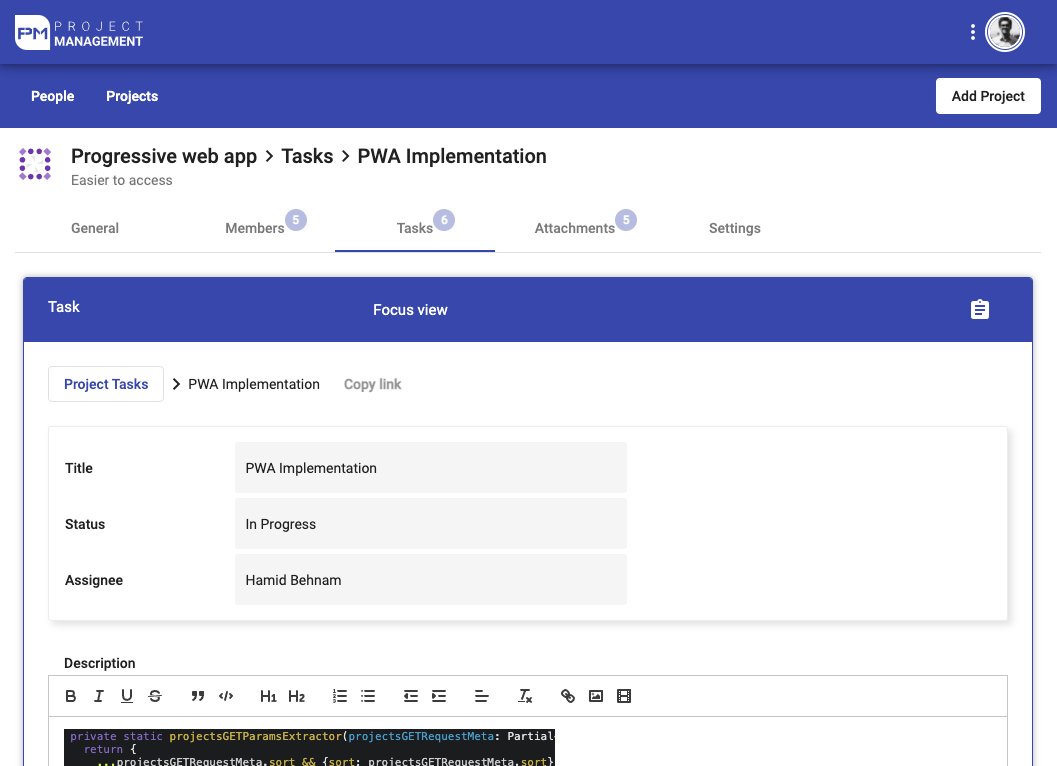 PM PROJECT
MANAGEMENT
People Projects Add Project
Progressive web app > Tasks > PWA Implementation
Easier to access
General Members 5 Tasks 6 Attachments 5 Settings
Task Focus view
Project Tasks > PWA Implementation Copy link
Title PWA Implementation
Status In Progress
Assignee Hamid Behnam
Description
B I U S ” </> H1 H2
private static projectsGETParamsExtractor(projectsGETRequestMeta: Partial
return {
...projectsGETRequestMeta.sort && {sort: projectsGETRequestMeta.sort}